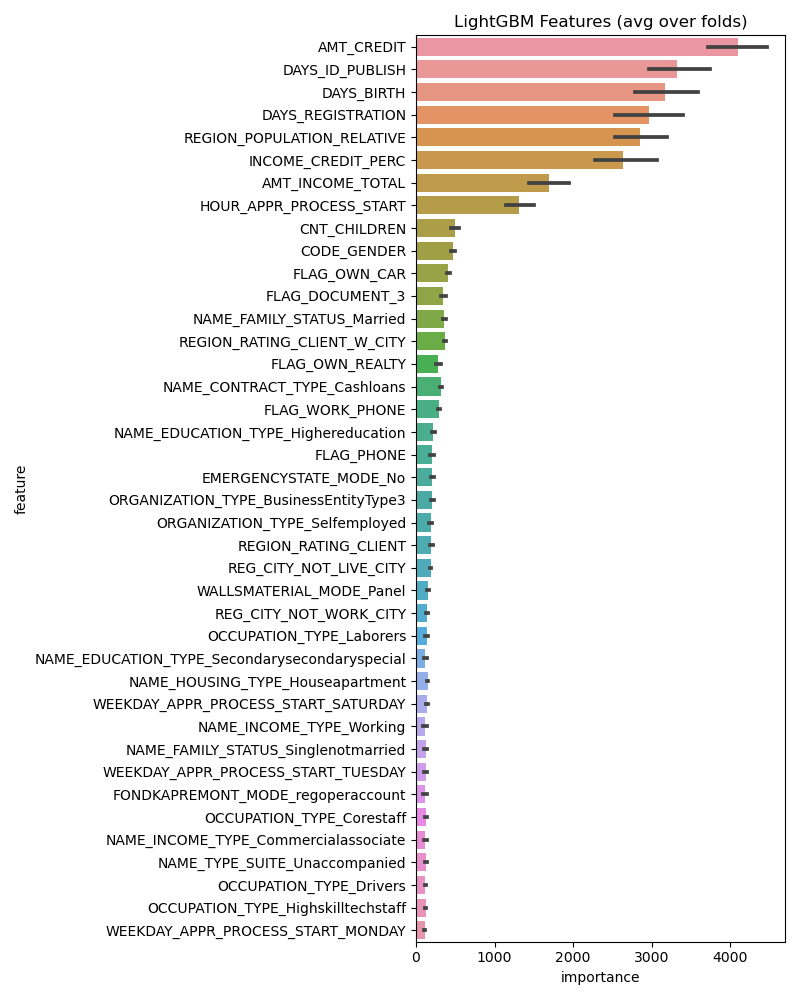 LightGBM Features (avg over folds)
AMT_CREDIT
DAYS_ID_PUBLISH
DAYS_BIRTH
DAYS_REGISTRATION
REGION_POPULATION_RELATIVE
INCOME_CREDIT_PERC
AMT_INCOME_TOTAL
HOUR_APPR_PROCESS_START
CNT_CHILDREN
CODE_GENDER
FLAG_OWN_CAR
FLAG_DOCUMENT_3
NAME_FAMILY_STATUS_Married
REGION_RATING_CLIENT_W_CITY
FLAG_OWN_REALTY
NAME_CONTRACT_TYPE_Cashloans
FLAG_WORK_PHONE
NAME_EDUCATION_TYPE_Highereducation
FLAG_PHONE
EMERGENCYSTATE_MODE_No
ORGANIZATION_TYPE_BusinessEntityType3
ORGANIZATION_TYPE_Selfemployed
REGION_RATING_CLIENT
REG_CITY_NOT_LIVE_CITY
WALLSMATERIAL_MODE_Panel
REG_CITY_NOT_WORK_CITY
OCCUPATION_TYPE_Laborers
NAME_EDUCATION_TYPE_Secondarysecondaryspecial
NAME_HOUSING_TYPE_Houseapartment
WEEKDAY_APPR_PROCESS_START_SATURDAY
NAME_INCOME_TYPE_Working
NAME_FAMILY_STATUS_Singlenotmarried
WEEKDAY_APPR_PROCESS_START_TUESDAY
FONDKAPREMONT_MODE_regoperaccount
OCCUPATION_TYPE_Corestaff
NAME_INCOME_TYPE_Commercialassociate
NAME_TYPE_SUITE_Unaccompanied
OCCUPATION_TYPE_Drivers
OCCUPATION_TYPE_Highskilltechstaff
WEEKDAY_APPR_PROCESS_START_MONDAY
feature
0 1000 2000 3000 4000
importance